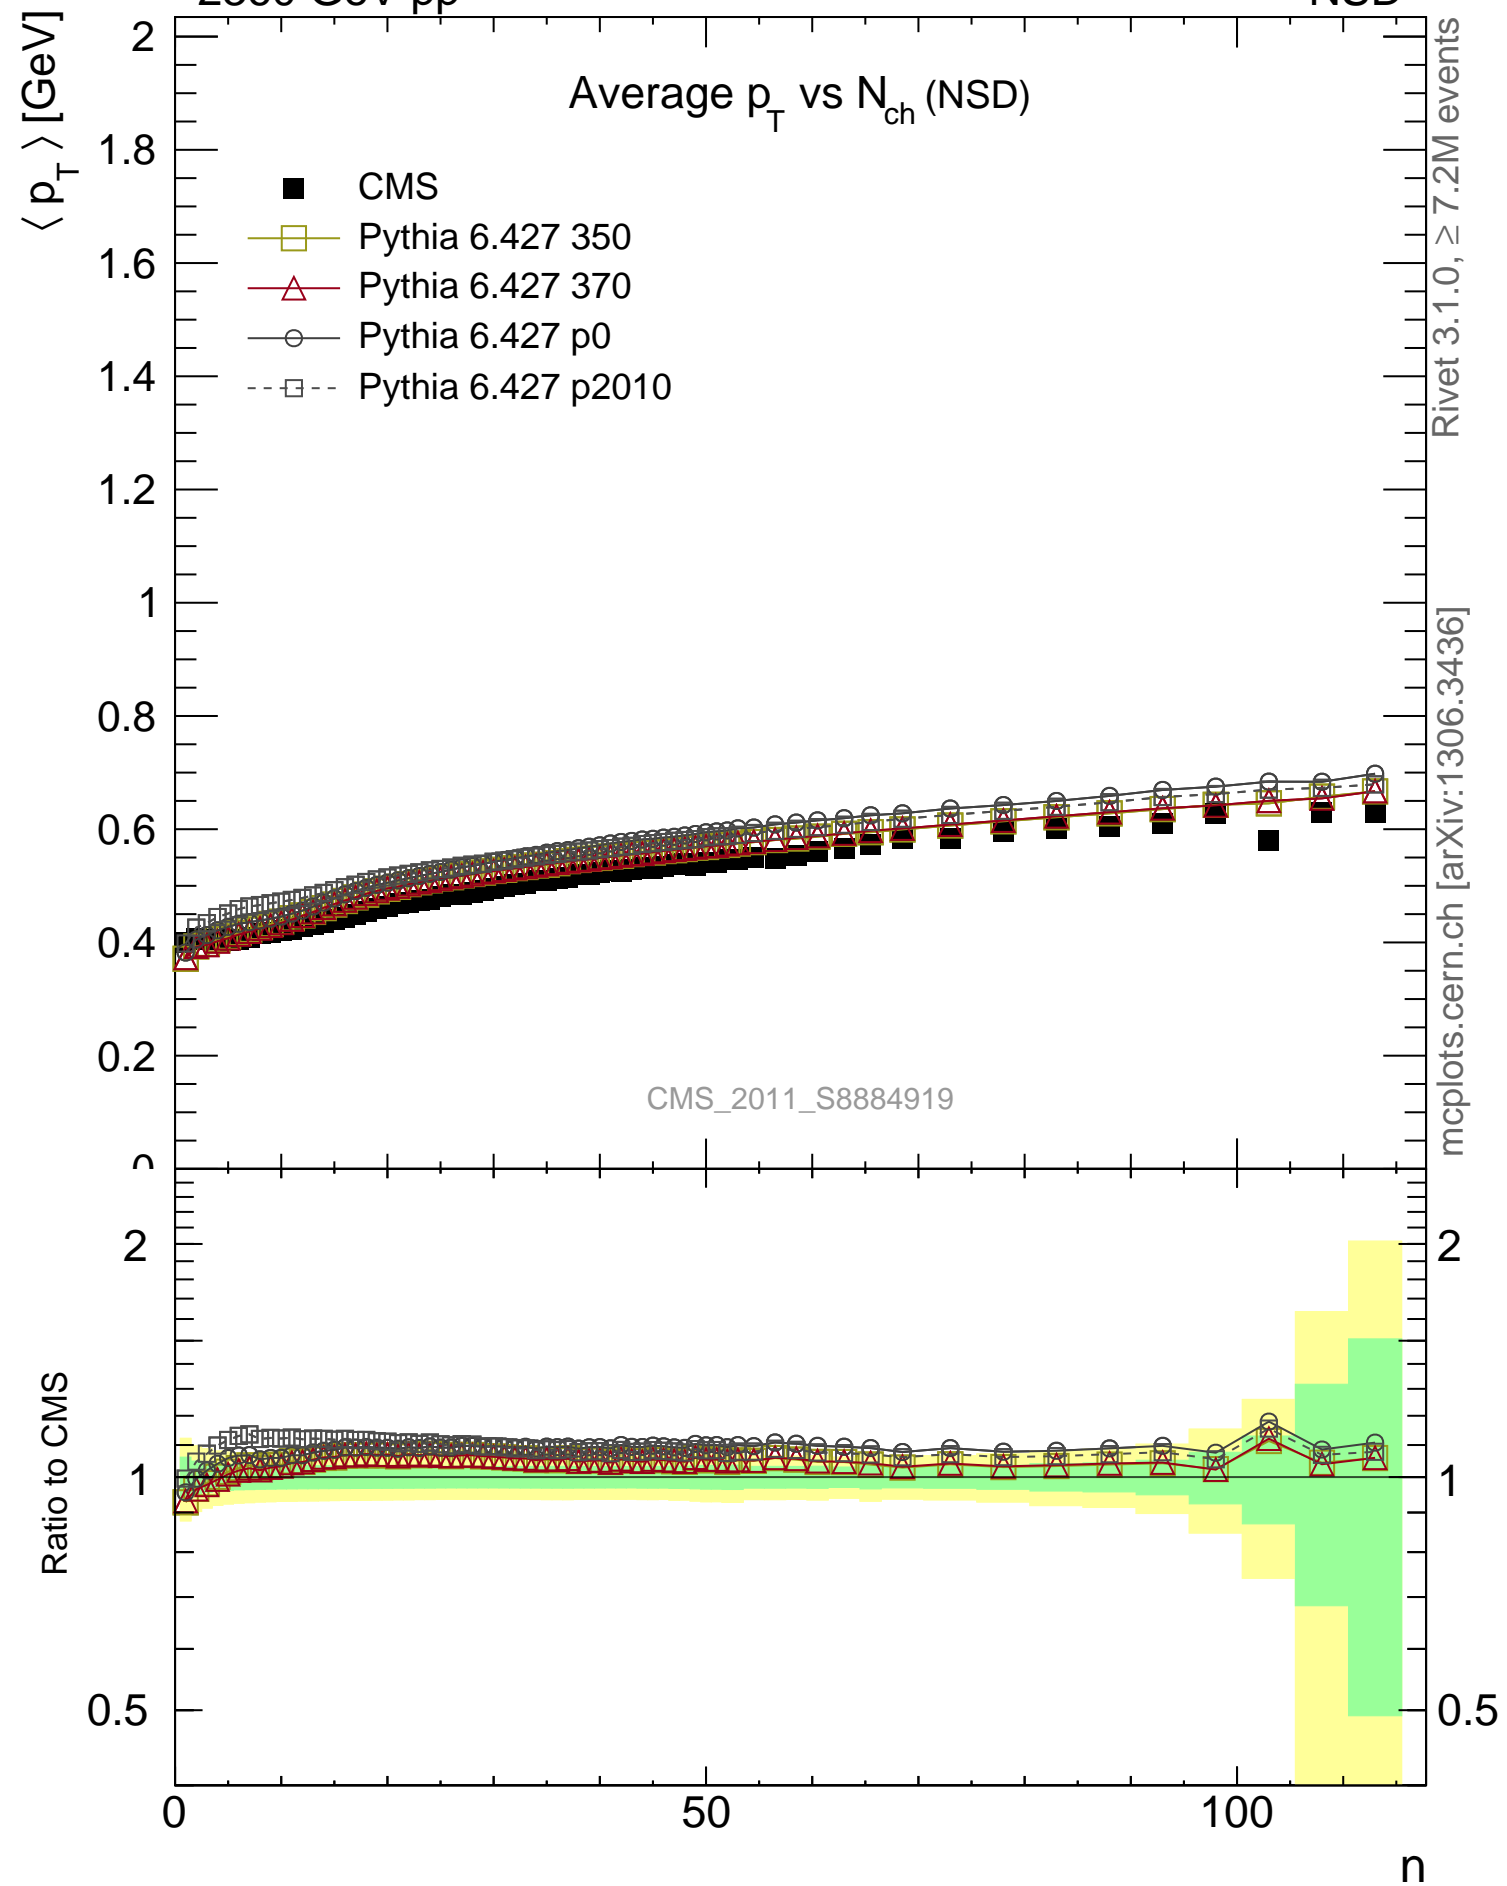 NSD
⟨ p_T ⟩ [GeV]
Average p_T vs N_ch (NSD)
CMS
Pythia 6.427 350
Pythia 6.427 370
Pythia 6.427 p0
Pythia 6.427 p2010
2
1.8
1.6
1.4
1.2
1
0.8
0.6
0.4
0.2
0
CMS_2011_S8884919
Rivet 3.1.0, ≥ 7.2M events
mcplots.cern.ch [arXiv:1306.3436]
Ratio to CMS
2
1
0.5
2
1
0.5
0
50
100
n